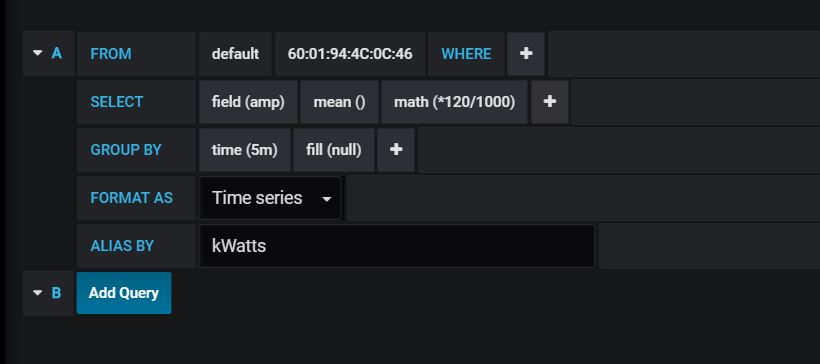 A FROM default 60:01:94:4C:0C:46 WHERE +
SELECT field (amp) mean () math (*120/1000) +
GROUP BY time (5m) fill (null) +
FORMAT AS Time series
ALIAS BY kWatts
B Add Query